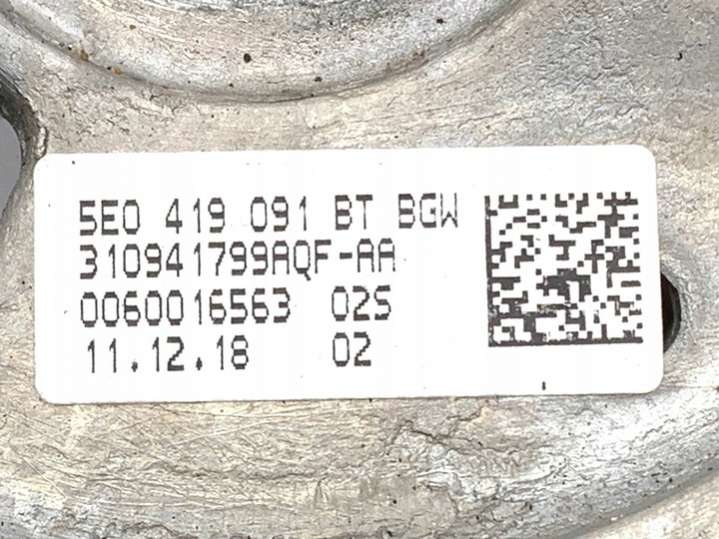 5E0 419 091 BT BGW
310941799AQF-AA
0060016563 02S
11.12.18 02